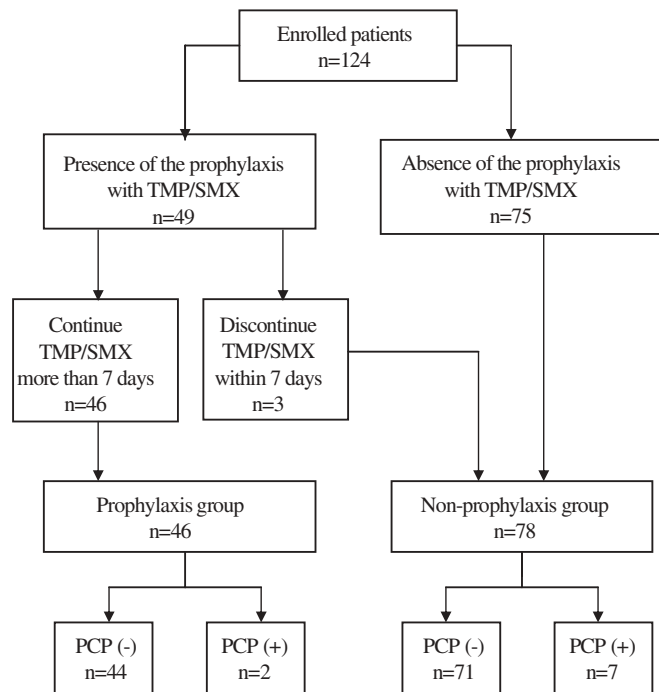 Enrolled patients
n=124
Presence of the prophylaxis
with TMP/SMX
n=49
Absence of the prophylaxis
with TMP/SMX
n=75
Continue
TMP/SMX
more than 7 days
n=46
Discontinue
TMP/SMX
within 7 days
n=3
Prophylaxis group
n=46
Non-prophylaxis group
n=78
PCP (-)
n=44
PCP (+)
n=2
PCP (-)
n=71
PCP (+)
n=7